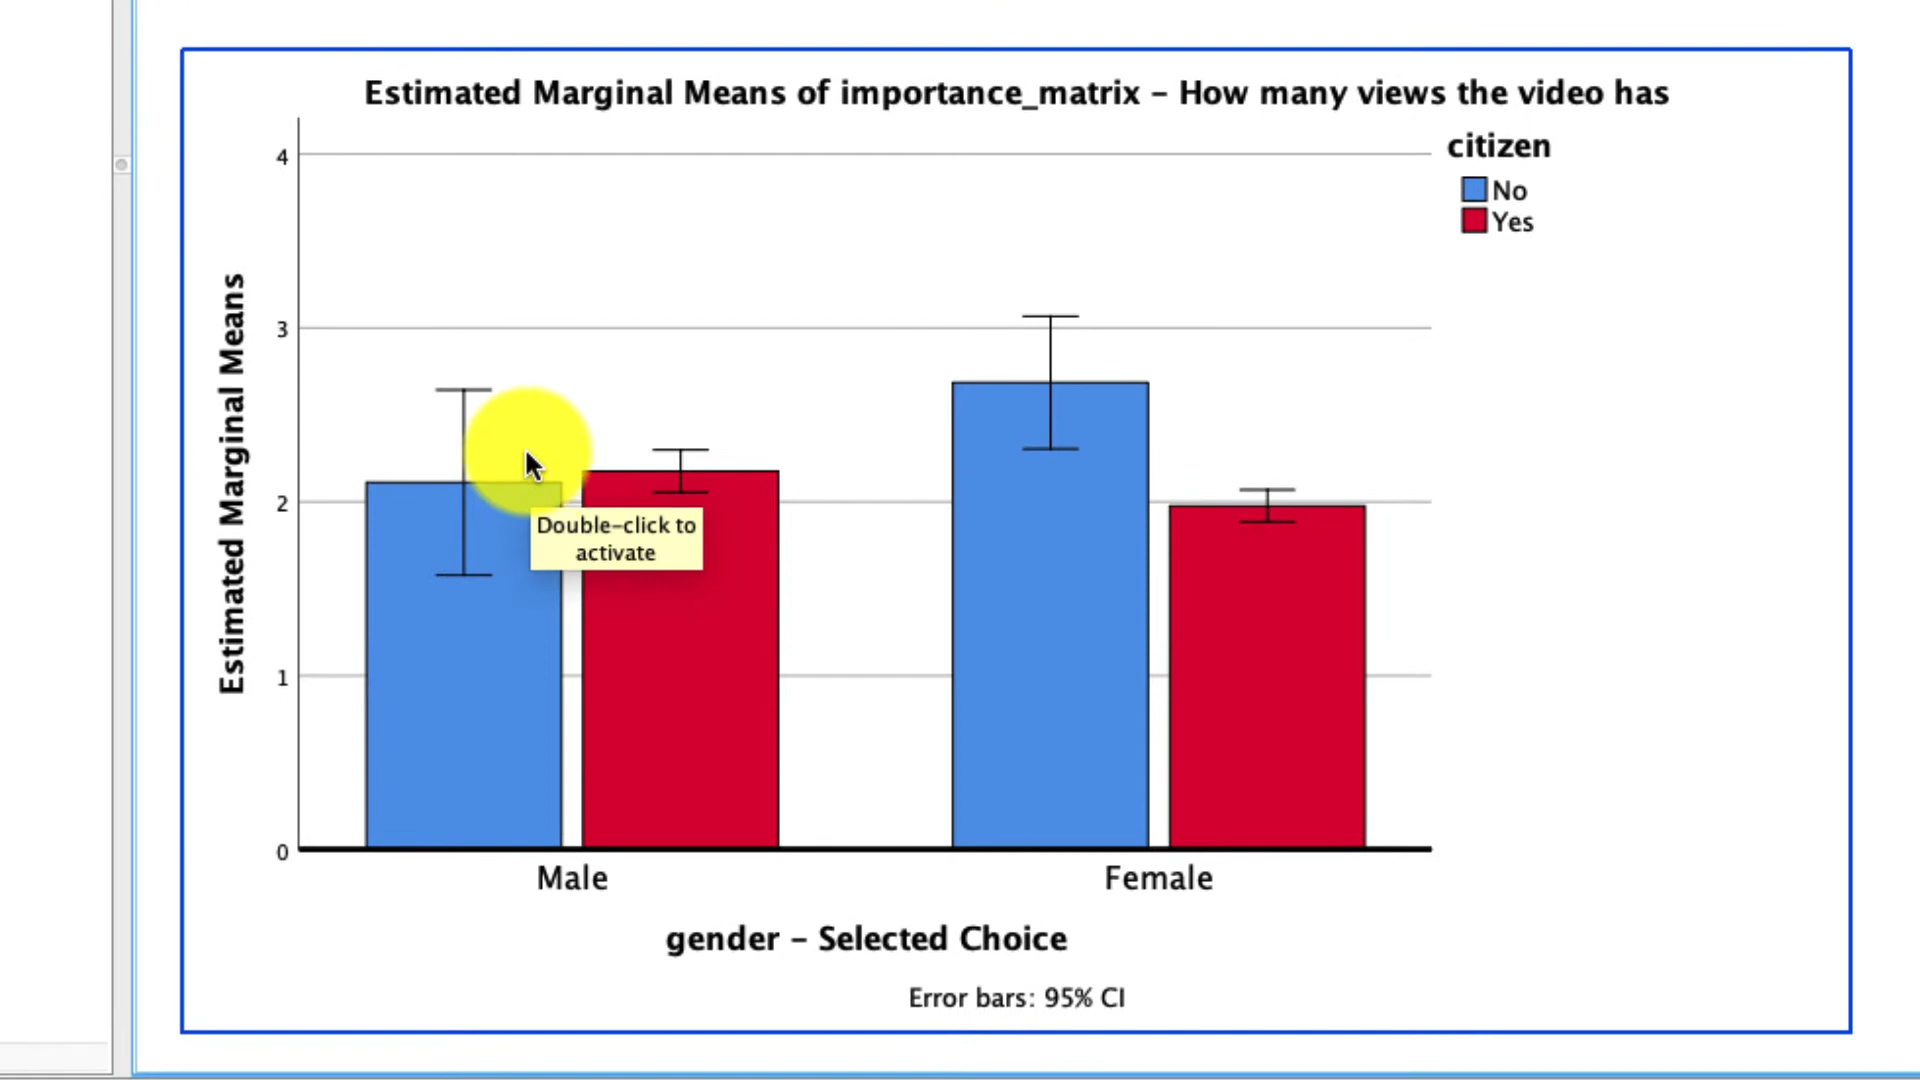 Estimated Marginal Means of importance_matrix – How many views the video has
citizen
No
Yes
Estimated Marginal Means
4
3
2
1
0
Double-click to
activate
Male
Female
gender – Selected Choice
Error bars: 95% CI